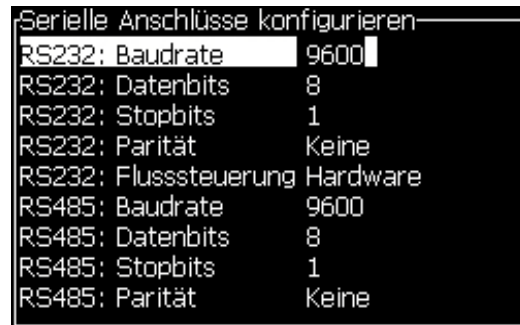 Serielle Anschlüsse konfigurieren
RS232: Baudrate 9600
RS232: Datenbits 8
RS232: Stopbits 1
RS232: Parität Keine
RS232: Flusssteuerung Hardware
RS485: Baudrate 9600
RS485: Datenbits 8
RS485: Stopbits 1
RS485: Parität Keine